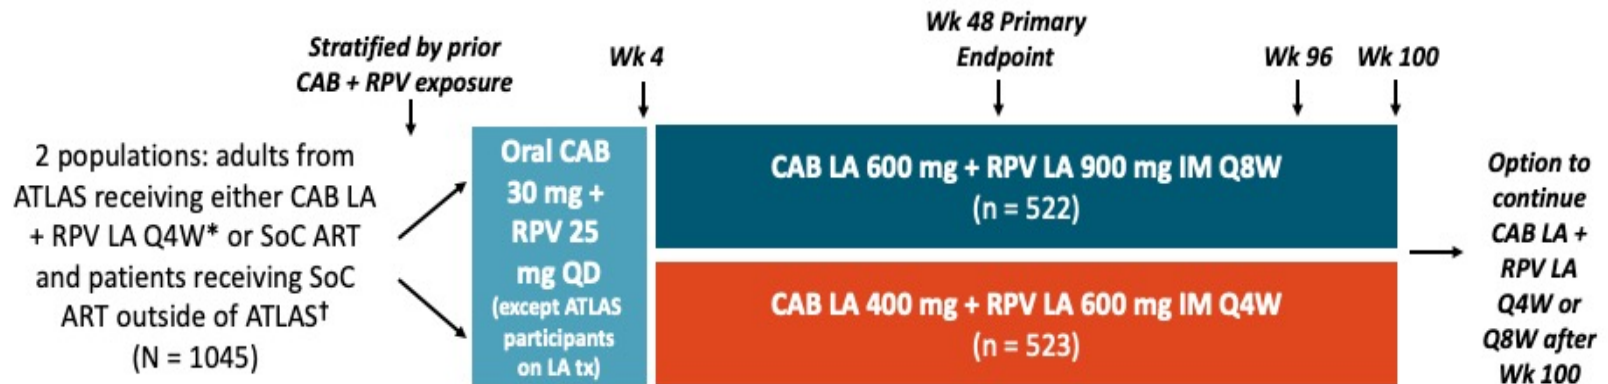 Wk 48 Primary
Endpoint
Stratified by prior
CAB + RPV exposure
Wk 4
Wk 96
Wk 100
2 populations: adults from
ATLAS receiving either CAB LA
+ RPV LA Q4W* or SoC ART
and patients receiving SoC
ART outside of ATLAS†
(N = 1045)
Oral CAB
30 mg +
RPV 25
mg QD
(except ATLAS
participants
on LA tx)
CAB LA 600 mg + RPV LA 900 mg IM Q8W
(n = 522)
CAB LA 400 mg + RPV LA 600 mg IM Q4W
(n = 523)
Option to
continue
CAB LA +
RPV LA
Q4W or
Q8W after
Wk 100